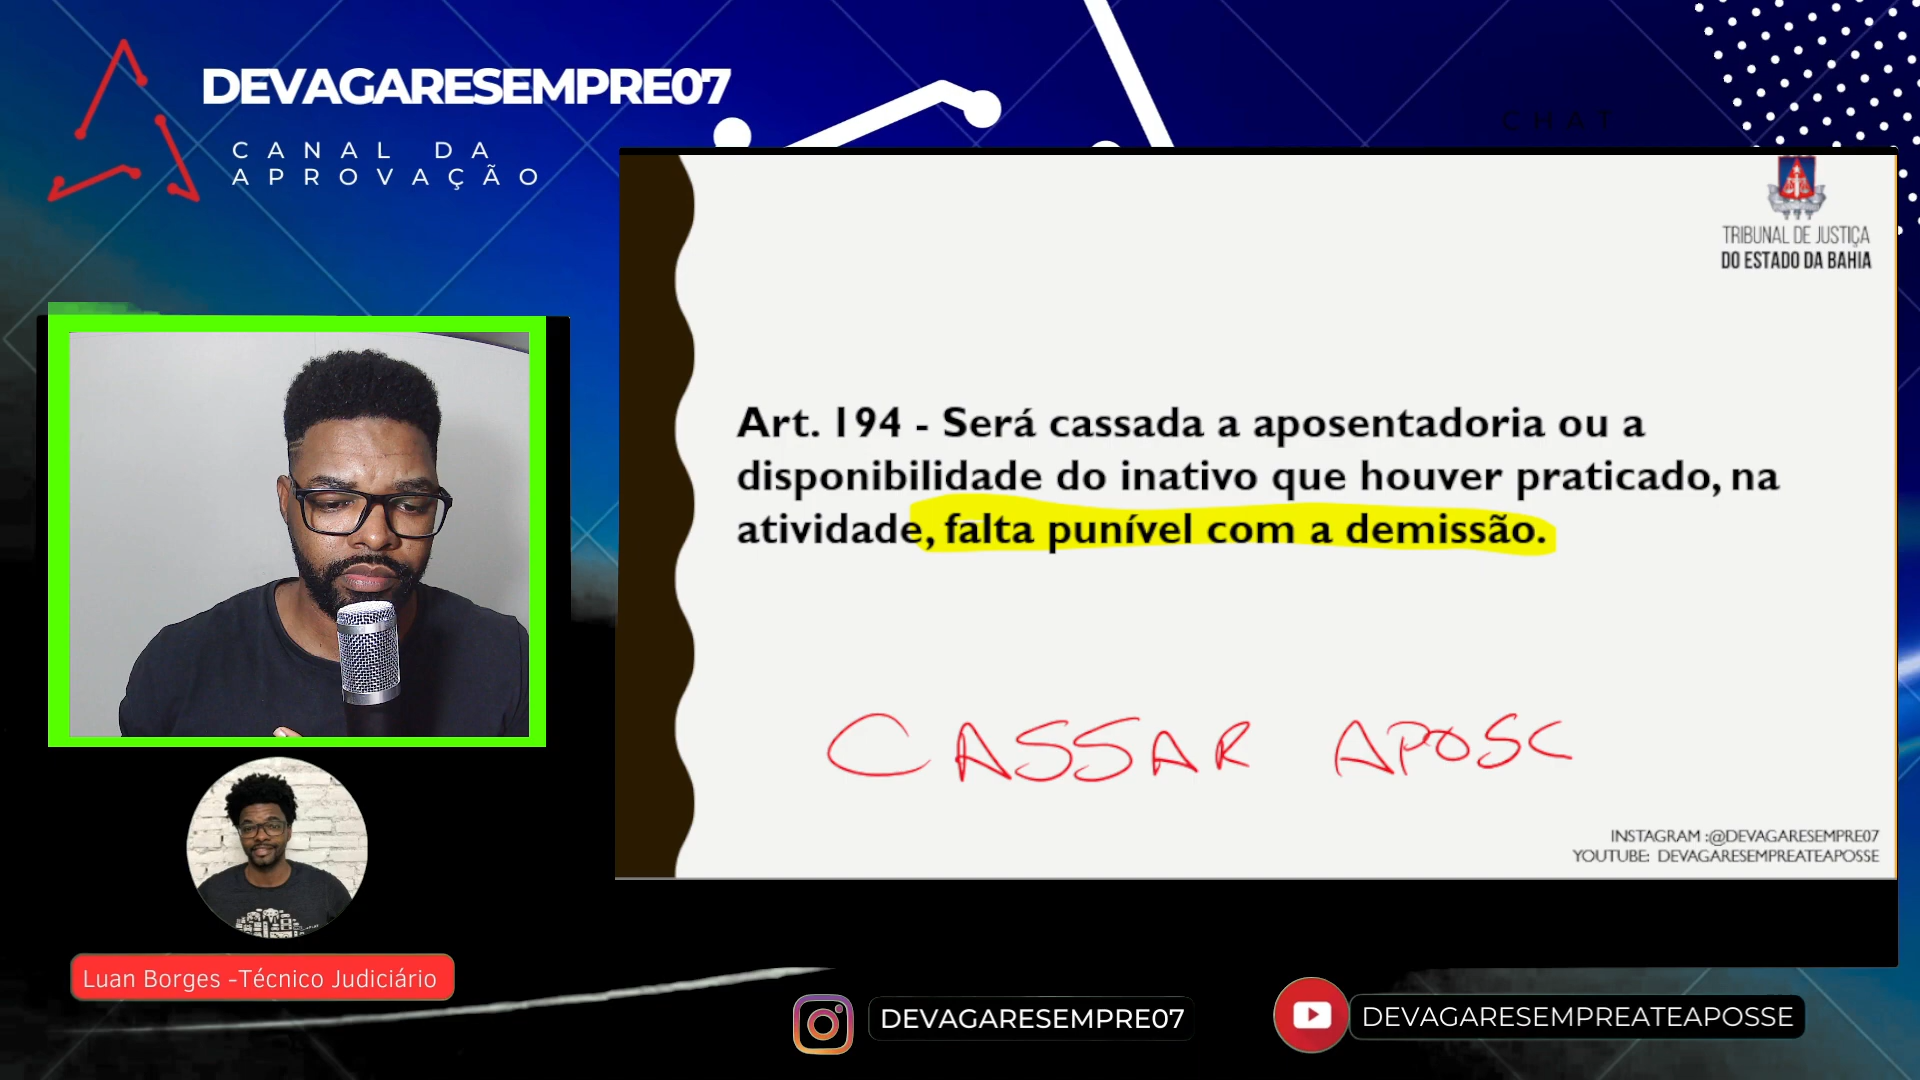 DEVAGARESEMPRE07
CANAL DA
APROVAÇÃO
CHAT
TRIBUNAL DE JUSTIÇA
DO ESTADO DA BAHIA
Art. 194 - Será cassada a aposentadoria ou a
disponibilidade do inativo que houver praticado, na
atividade, falta punível com a demissão.
CASSAR APOSC
INSTAGRAM :@DEVAGARESEMPRE07
YOUTUBE: DEVAGARESEMPREATEAPOSSE
Luan Borges -Técnico Judiciário
DEVAGARESEMPRE07
DEVAGARESEMPREATEAPOSSE